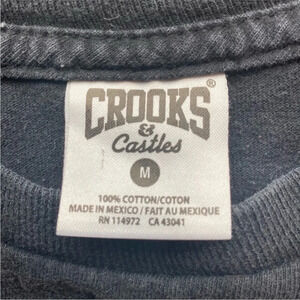 CROOKS®
&
Castles
M
100% COTTON/COTON
MADE IN MEXICO / FAIT AU MEXIQUE
RN 114972 CA 43041